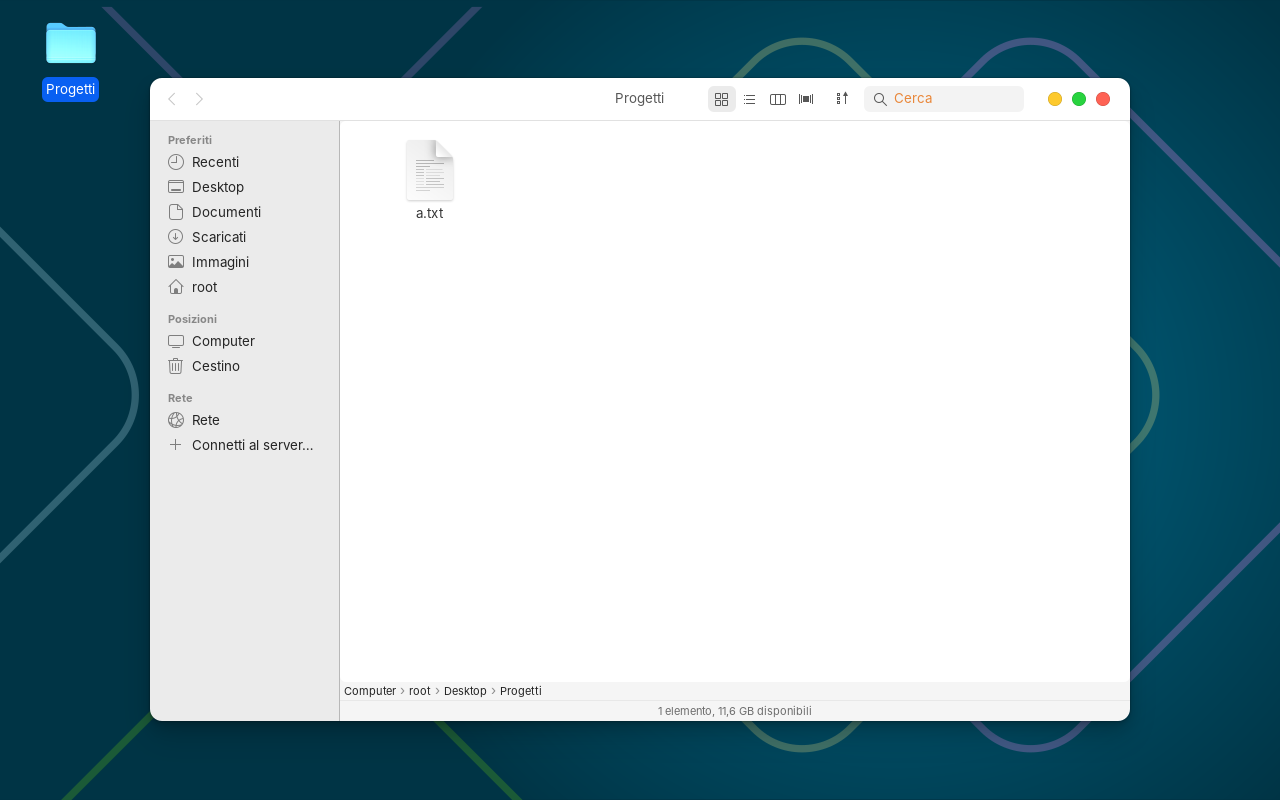 Progetti
Progetti
Cerca
Preferiti
Recenti
Desktop
Documenti
Scaricati
Immagini
root
Posizioni
Computer
Cestino
Rete
Rete
Connetti al server...
a.txt
Computer › root › Desktop › Progetti
1 elemento, 11,6 GB disponibili